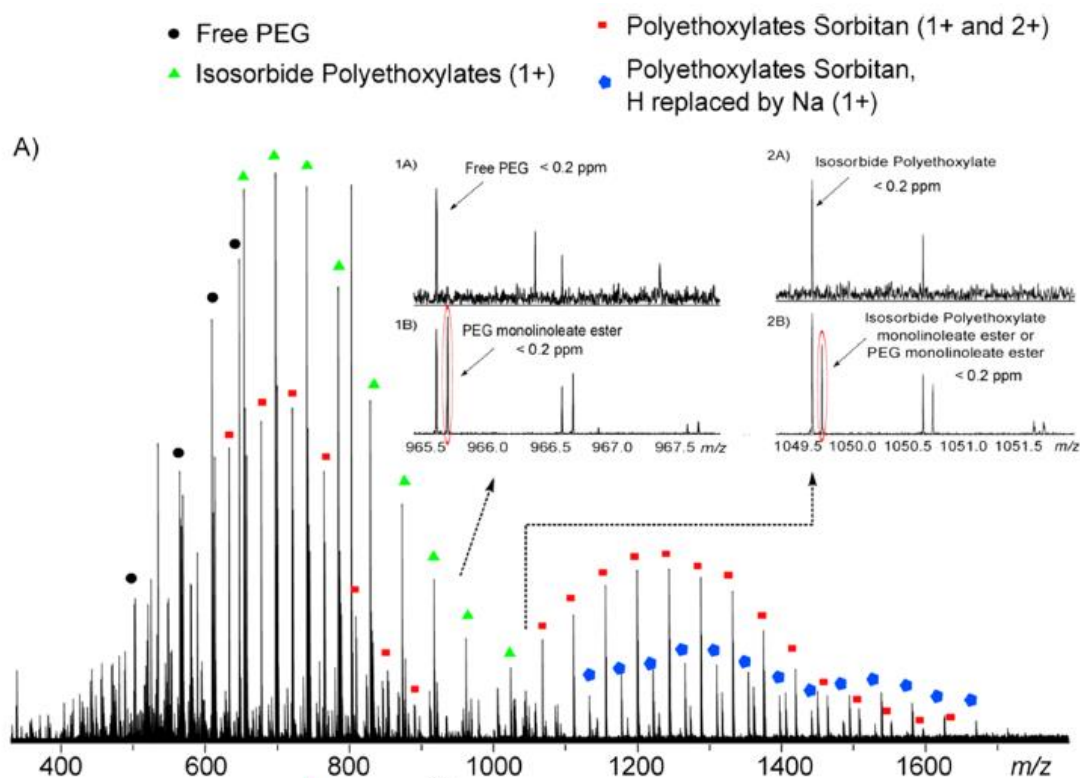 Free PEG
Isosorbide Polyethoxylates (1+)
Polyethoxylates Sorbitan (1+ and 2+)
Polyethoxylates Sorbitan,
H replaced by Na (1+)
A)
1A)
Free PEG < 0.2 ppm
2A)
Isosorbide Polyethoxylate
< 0.2 ppm
1B)
PEG monolinoleate ester
< 0.2 ppm
2B)
Isosorbide Polyethoxylate
monolinoleate ester or
PEG monolinoleate ester
< 0.2 ppm
965.5 966.0 966.5 967.0 967.5 m/z
1049.5 1050.0 1050.5 1051.0 1051.5 m/z
400 600 800 1000 1200 1400 1600 m/z